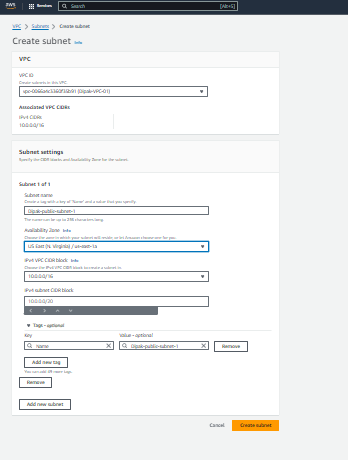 aws
Services
Search
[Alt+S]
VPC > Subnets > Create subnet
Create subnet Info
VPC
VPC ID
Create subnets in this VPC.
(Dipak-VPC-01)
Associated VPC CIDRs
IPv4 CIDRs
10.0.0.0/16
Subnet settings
Specify the CIDR blocks and Availability Zone for the subnet.
Subnet 1 of 1
Subnet name
Create a tag with a key of 'Name' and a value that you specify.
Dipak-public-subnet-1
The name can be up to 256 characters long.
Availability Zone Info
Choose the zone in which your subnet will reside, or let Amazon choose one for you.
US East (N. Virginia) / us-east-1a
IPv4 VPC CIDR block Info
Choose the IPv4 VPC CIDR block to create a subnet in.
10.0.0.0/16
IPv4 subnet CIDR block
10.0.0.0/20
Tags - optional
Key
Value - optional
Name
Dipak-public-subnet-1
Remove
Add new tag
You can add 49 more tags.
Remove
Add new subnet
Cancel
Create subnet